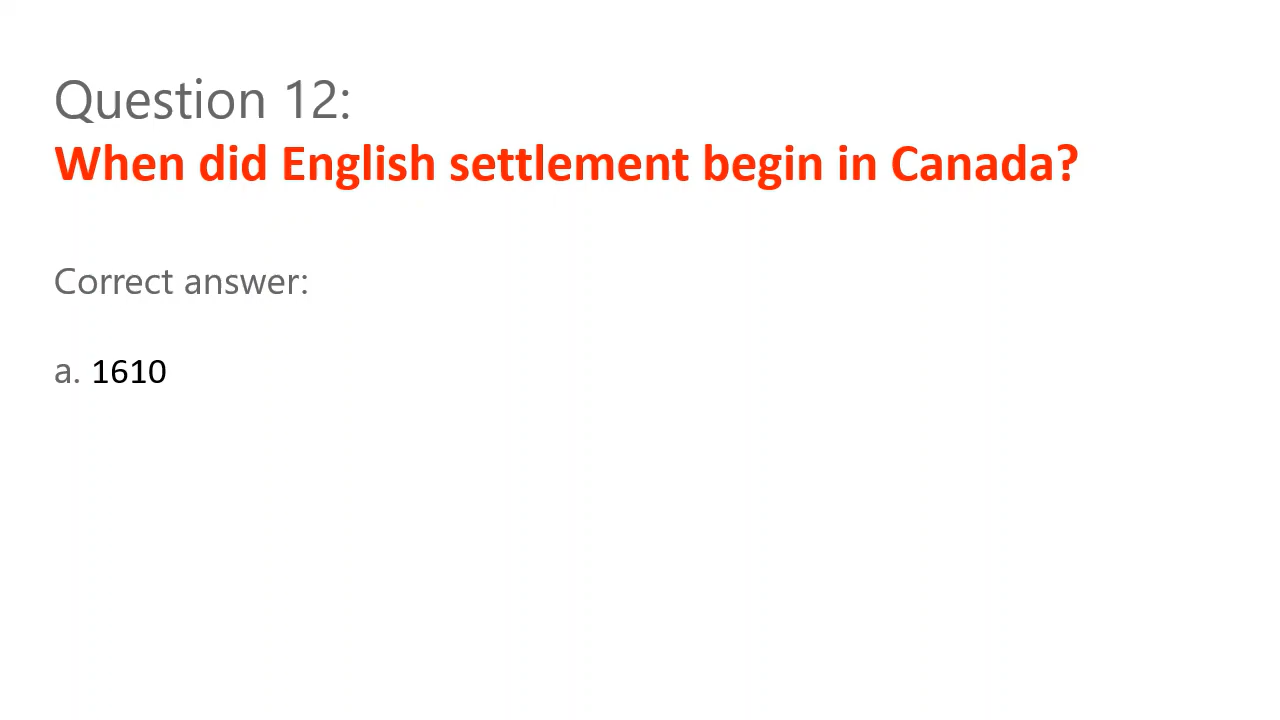 Question 12:
When did English settlement begin in Canada?
Correct answer:
a. 1610